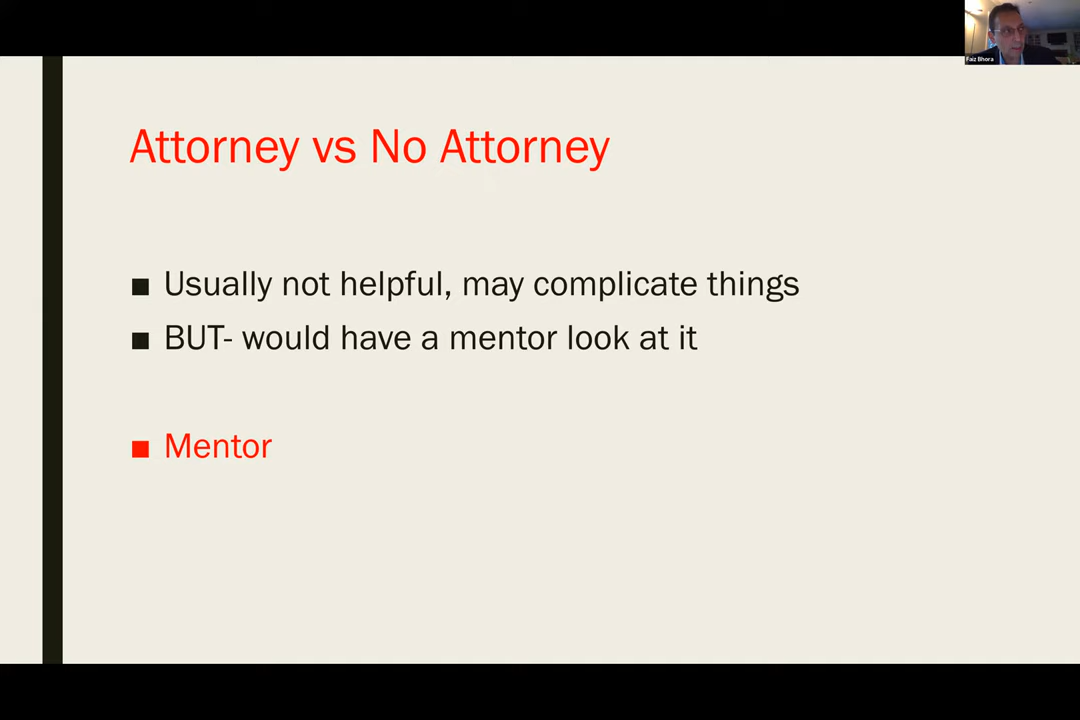 Faiz Bhora
Attorney vs No Attorney
■ Usually not helpful, may complicate things
■ BUT- would have a mentor look at it
■ Mentor